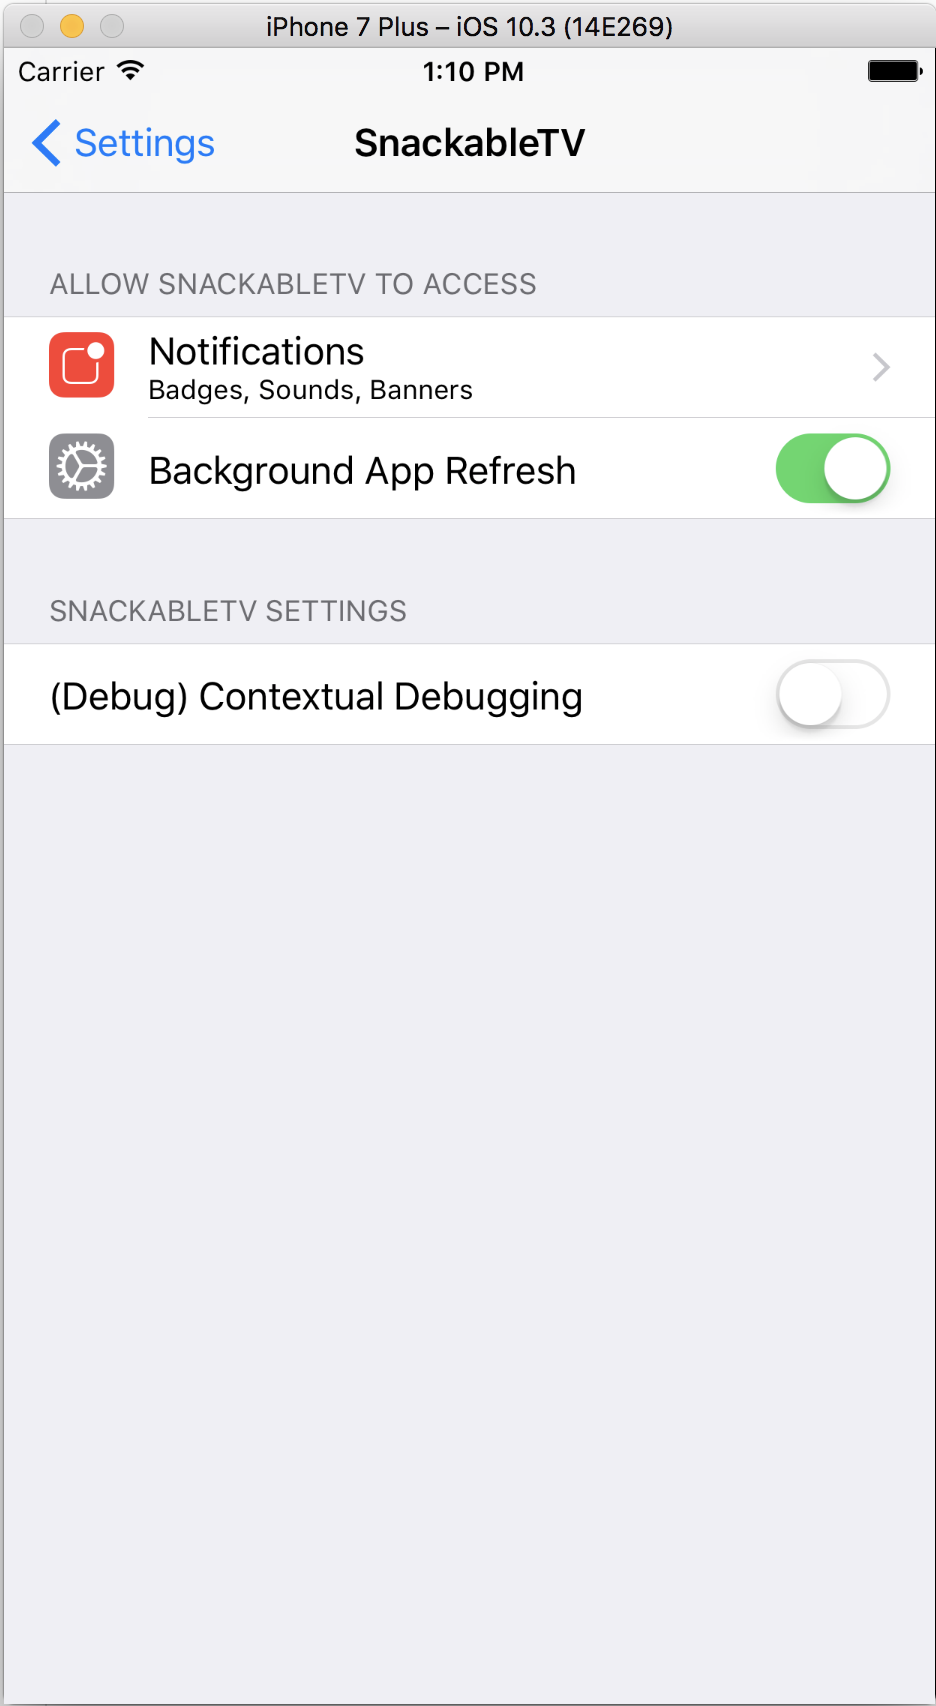 iPhone 7 Plus – iOS 10.3 (14E269)
Carrier 1:10 PM
Settings SnackableTV
ALLOW SNACKABLETV TO ACCESS
Notifications
Badges, Sounds, Banners
Background App Refresh
SNACKABLETV SETTINGS
(Debug) Contextual Debugging